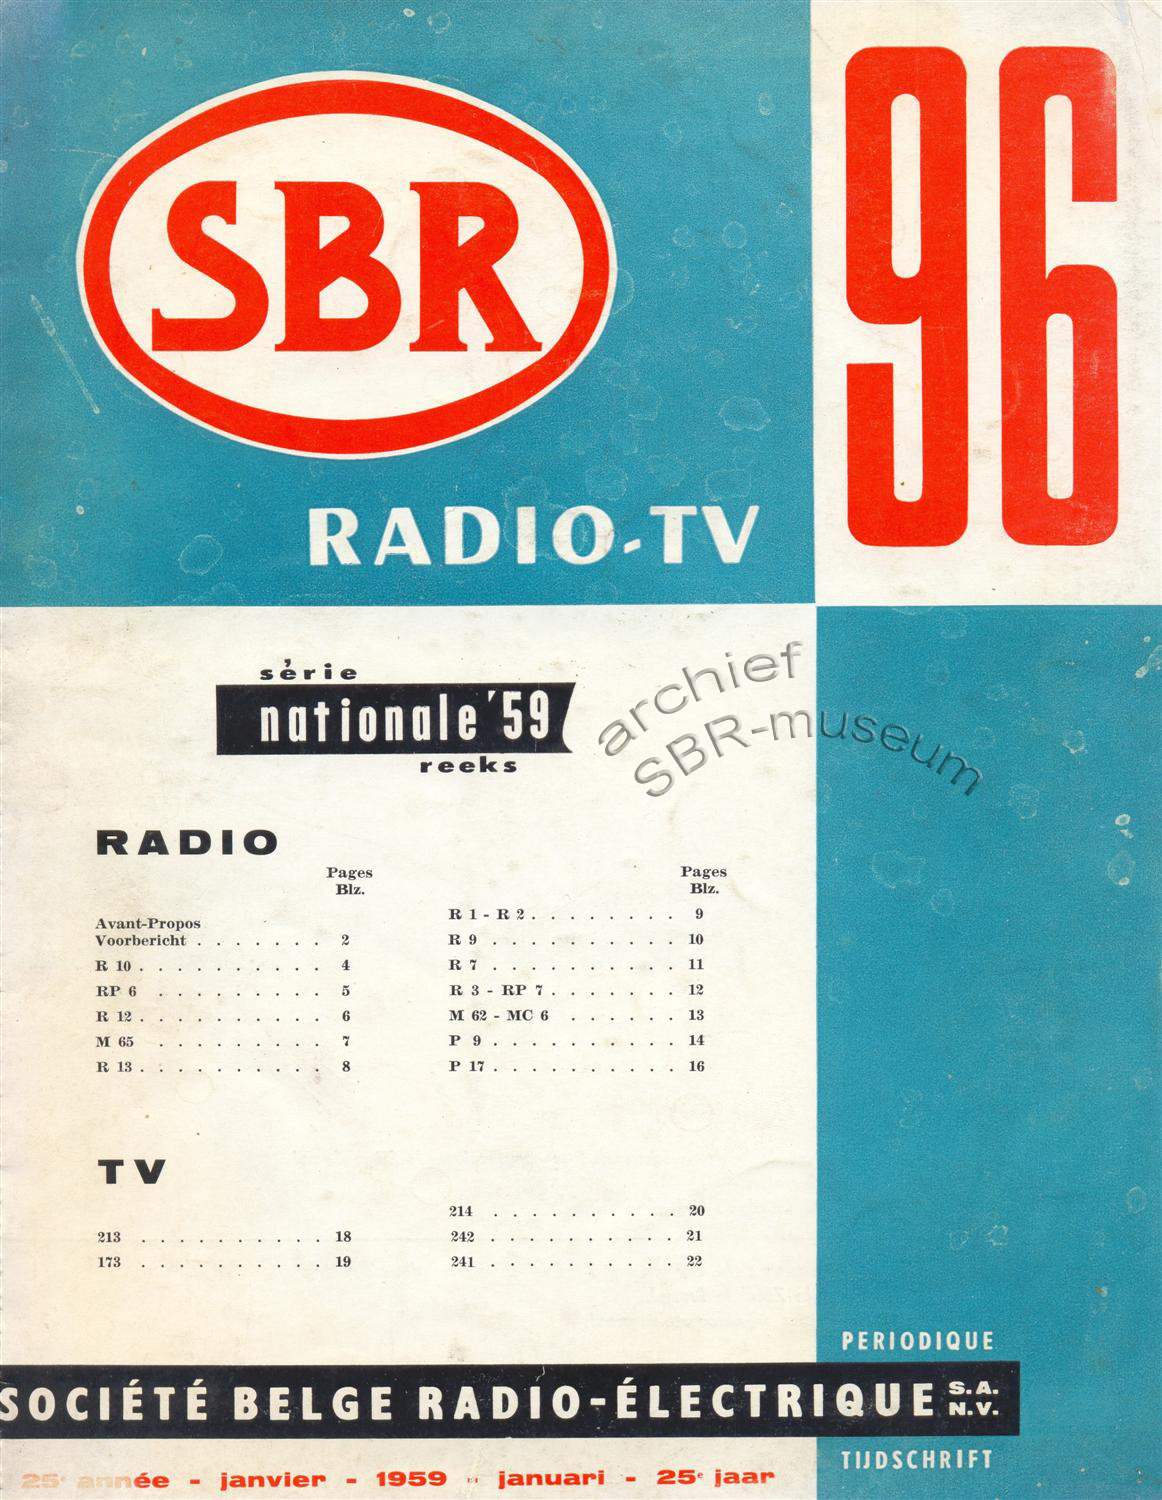 SBR
RADIO-TV
96
série
nationale '59
reeks
archief
SBR-museum
RADIO
Pages
Blz.
Avant-Propos
Voorbericht . . . . . . . 2
R 10 . . . . . . . . . . 4
RP 6 . . . . . . . . . 5
R 12 . . . . . . . . . . 6
M 65 . . . . . . . . . 7
R 13 . . . . . . . . . . 8
Pages
Blz.
R 1 - R 2 . . . . . . . . 9
R 9 . . . . . . . . . . 10
R 7 . . . . . . . . . . 11
R 3 - RP 7 . . . . . . . 12
M 62 - MC 6 . . . . . . 13
P 9 . . . . . . . . . . 14
P 17 . . . . . . . . . . 16
TV
213 . . . . . . . . . . 18
173 . . . . . . . . . . 19
214 . . . . . . . . . . 20
242 . . . . . . . . . . 21
241 . . . . . . . . . . 22
PERIODIQUE
SOCIÉTÉ BELGE RADIO-ÉLECTRIQUE S.A. N.V.
TIJDSCHRIFT
25e année - janvier - 1959 - januari - 25e jaar